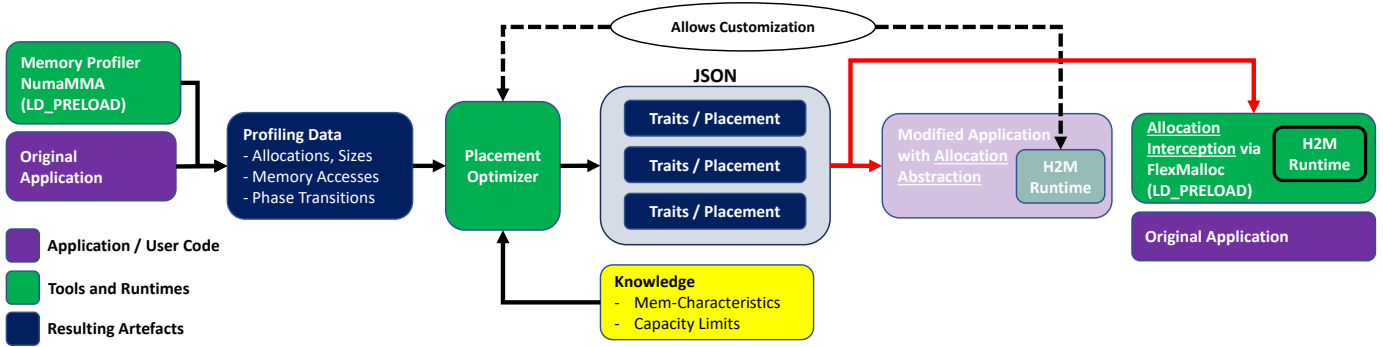 Allows Customization
Memory Profiler
NumaMMA
(LD_PRELOAD)
Original
Application
Profiling Data
- Allocations, Sizes
- Memory Accesses
- Phase Transitions
Placement
Optimizer
JSON
Traits / Placement
Traits / Placement
Traits / Placement
Modified Application
with Allocation
Abstraction
H2M
Runtime
Allocation
Interception via
FlexMalloc
(LD_PRELOAD)
H2M
Runtime
Original Application
Knowledge
- Mem-Characteristics
- Capacity Limits
Application / User Code
Tools and Runtimes
Resulting Artefacts